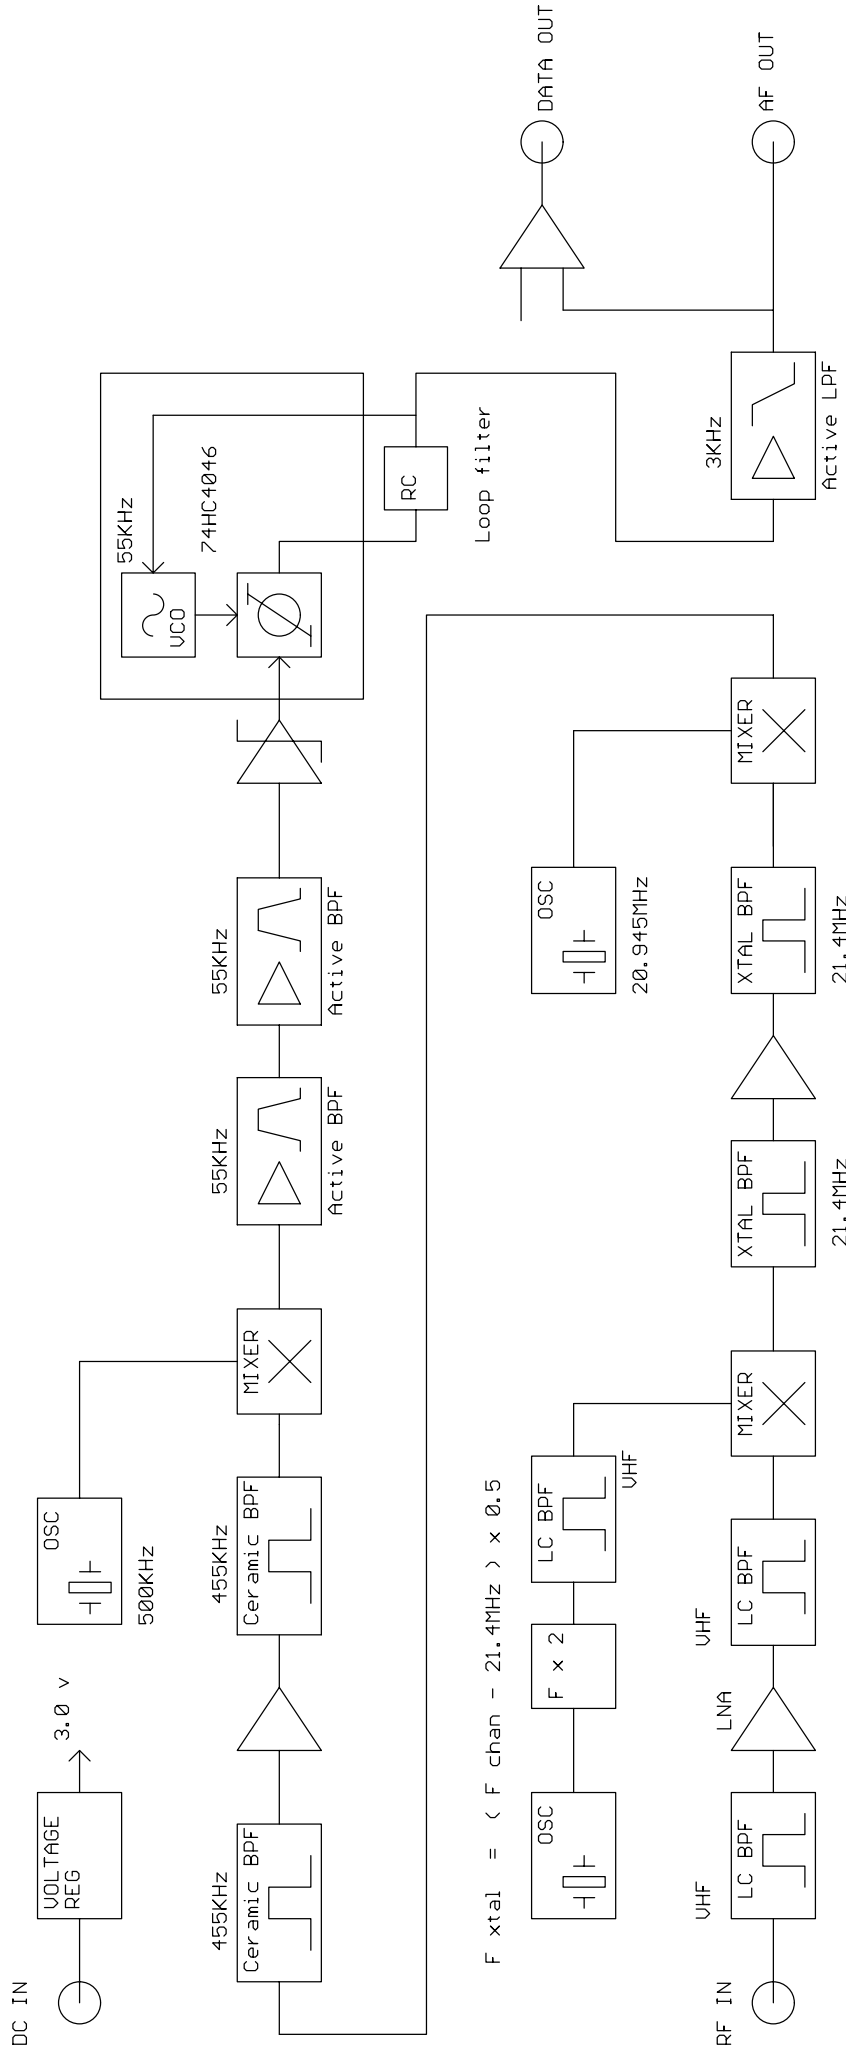 DC IN
VOLTAGE
REG
3.0 v
OSC
500KHz
455KHz
Ceramic BPF
455KHz
Ceramic BPF
MIXER
55KHz
Active BPF
55KHz
Active BPF
55KHz
VCO
74HC4046
RC
Loop filter
F xtal = ( F chan - 21.4MHz ) x 0.5
OSC
F x 2
LC BPF
VHF
OSC
20.945MHz
DATA OUT
RF IN
VHF
LC BPF
LNA
VHF
LC BPF
MIXER
XTAL BPF
21.4MHz
XTAL BPF
21.4MHz
MIXER
3KHz
Active LPF
AF OUT